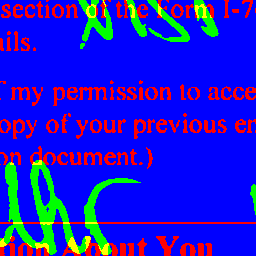 section of the Form I-7
ails.
my permission to acce
opy of your previous en
on document.)
tion About You